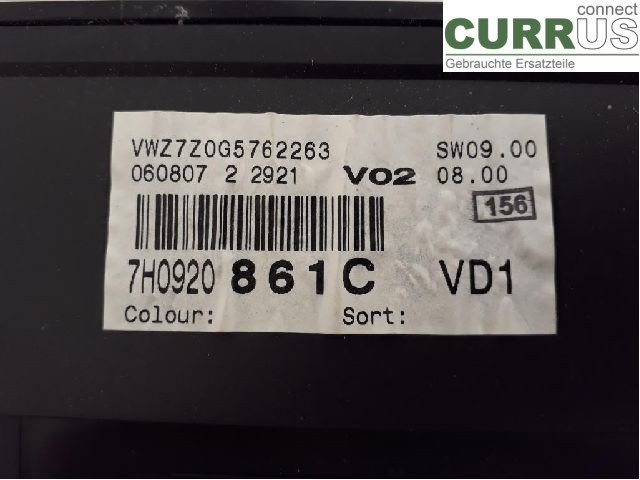 connect
CURRUS
Gebrauchte Ersatzteile
VWZ7Z0G5762263 SW09.00
060807 2 2921 V02 08.00
156
7H0920 861C VD1
Colour: Sort: